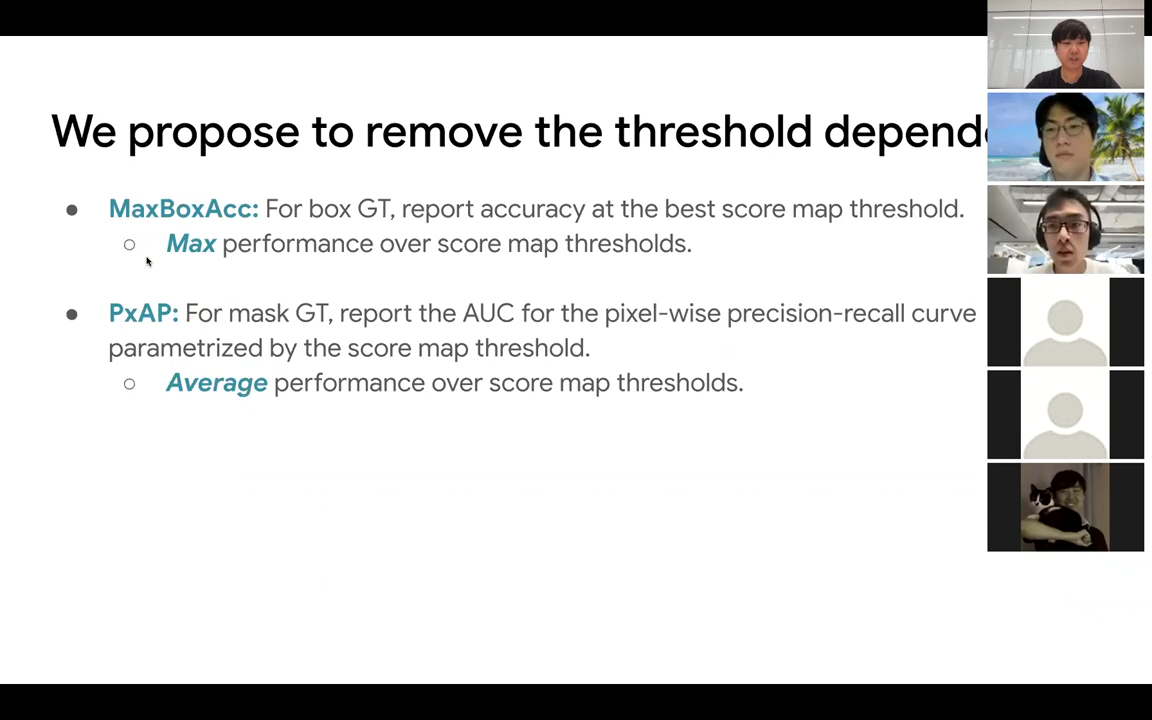 We propose to remove the threshold depend
● MaxBoxAcc: For box GT, report accuracy at the best score map threshold.
○ Max performance over score map thresholds.
● PxAP: For mask GT, report the AUC for the pixel-wise precision-recall curve
parametrized by the score map threshold.
○ Average performance over score map thresholds.